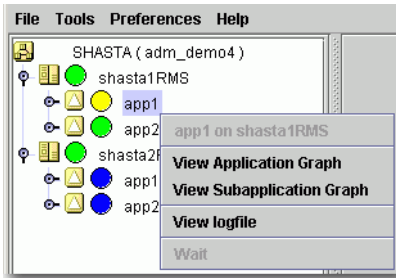 File Tools Preferences Help
SHASTA ( adm_demo4 )
shasta1RMS
app1
app2
shasta2
app1
app2
app1 on shasta1RMS
View Application Graph
View Subapplication Graph
View logfile
Wait